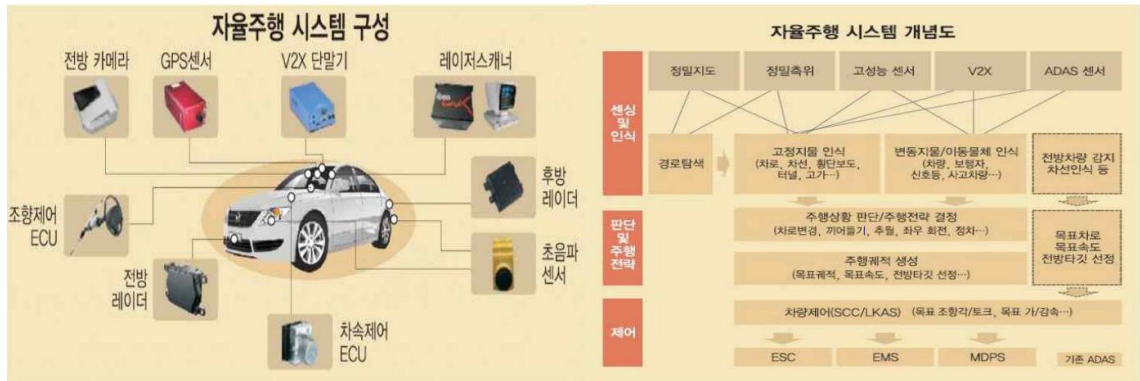 자율주행 시스템 구성
전방 카메라
GPS센서
V2X 단말기
레이저스캐너
조향제어
ECU
후방
레이더
초음파
센서
전방
레이더
차속제어
ECU
자율주행 시스템 개념도
센싱
및
인식
정밀지도
정밀측위
고성능 센서
V2X
ADAS 센서
경로탐색
고정지물 인식
(차로, 차선, 횡단보도,
터널, 고가…)
변동지물/이동물체 인식
(차량, 보행자,
신호등, 사고차량…)
전방차량 감지
차선인식 등
판단
및
주행
전략
주행상황 판단/주행전략 결정
(차로변경, 끼어들기, 추월, 좌우 회전, 정차…)
주행궤적 생성
(목표궤적, 목표속도, 전방타깃 선정…)
목표차로
목표속도
전방타깃 선정
제어
차량제어(SCC/LKAS) (목표 조향각/토크, 목표 가/감속…)
ESC
EMS
MDPS
기존 ADAS